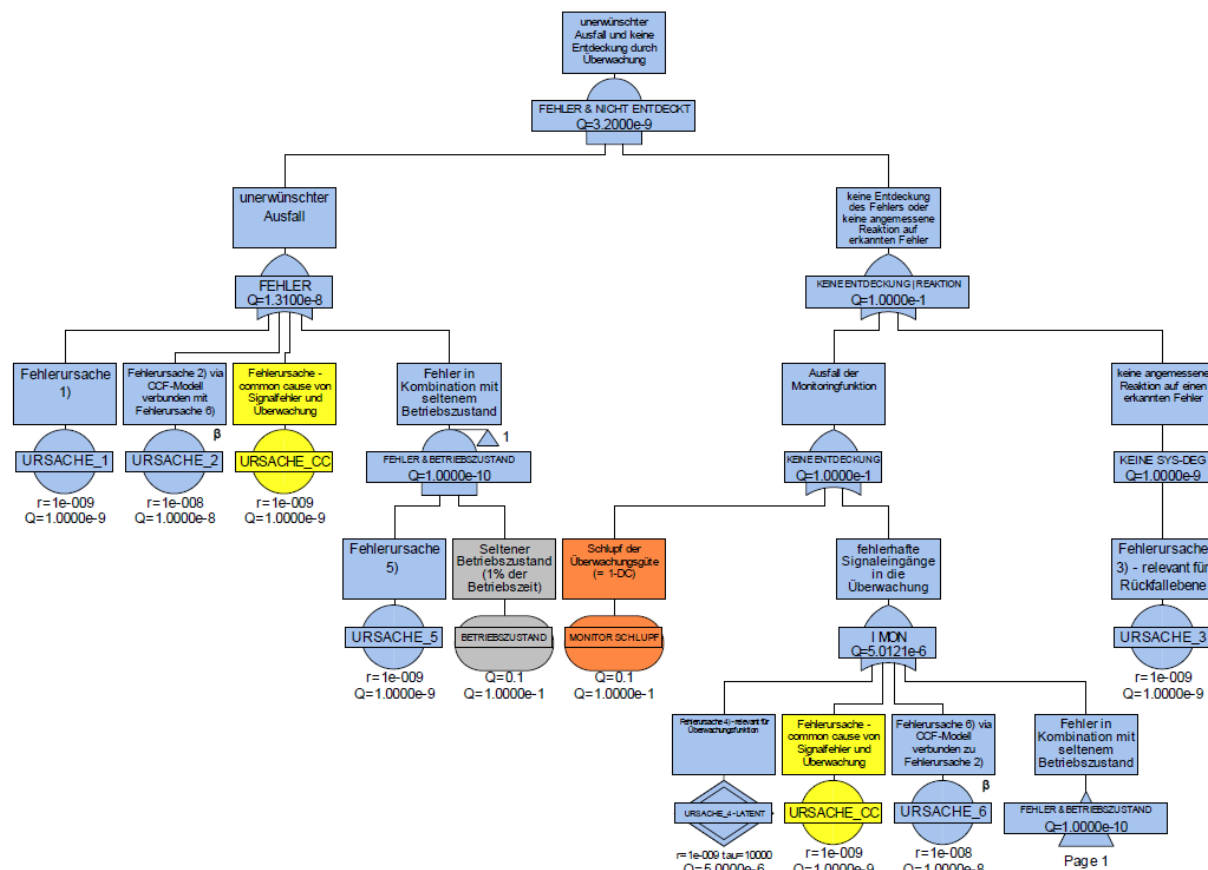 unerwünschter
Ausfall und keine
Entdeckung durch
Überwachung
FEHLER & NICHT ENTDECKT
Q=3.2000e-9
unerwünschter
Ausfall
FEHLER
Q=1.3100e-8
keine Entdeckung
des Fehlers oder
keine angemessene
Reaktion auf
erkannten Fehler
KEINE ENTDECKUNG | REAKTION
Q=1.0000e-1
Fehlerursache
1)
URSACHE_1
r=1e-009
Q=1.0000e-9
Fehlerursache 2) via
CCF-Modell
verbunden mit
Fehlerursache 6)
β
URSACHE_2
r=1e-008
Q=1.0000e-8
Fehlerursache -
common cause von
Signalfehler und
Überwachung
URSACHE_CC
r=1e-009
Q=1.0000e-9
Fehler in
Kombination mit
seltenem
Betriebszustand
1
FEHLER & BETRIEBSZUSTAND
Q=1.0000e-10
Ausfall der
Monitoringfunktion
KEINE ENTDECKUNG
Q=1.0000e-1
keine angemessene
Reaktion auf einen
erkannten Fehler
KEINE SYS-DEG
Q=1.0000e-9
Fehlerursache
5)
URSACHE_5
r=1e-009
Q=1.0000e-9
Seltener
Betriebszustand
(1% der
Betriebszeit)
BETRIEBSZUSTAND
Q=0.1
Q=1.0000e-1
Schlupf der
Überwachungsgüte
(= 1-DC)
MONITOR SCHLUPF
Q=0.1
Q=1.0000e-1
fehlerhafte
Signaleingänge
in die
Überwachung
I MON
Q=5.0121e-6
Fehlerursache
3) - relevant für
Rückfallebene
URSACHE_3
r=1e-009
Q=1.0000e-9
Fehlerursache 4) - relevant für
Überwachungsfunktion
URSACHE_4 - LATENT
r=1e-009 tau=10000
Q=5.0000e-6
Fehlerursache -
common cause von
Signalfehler und
Überwachung
URSACHE_CC
r=1e-009
Q=1.0000e-9
Fehlerursache 6) via
CCF-Modell
verbunden zu
Fehlerursache 2)
β
URSACHE_6
r=1e-008
Q=1.0000e-8
Fehler in
Kombination mit
seltenem
Betriebszustand
FEHLER & BETRIEBSZUSTAND
Q=1.0000e-10
Page 1